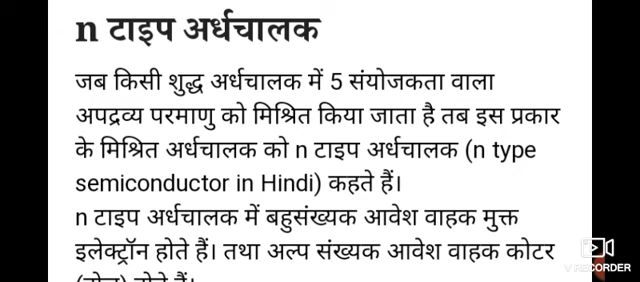 n टाइप अर्धचालक
जब किसी शुद्ध अर्धचालक में 5 संयोजकता वाला
अपद्रव्य परमाणु को मिश्रित किया जाता है तब इस प्रकार
के मिश्रित अर्धचालक को n टाइप अर्धचालक (n type
semiconductor in Hindi) कहते हैं।
n टाइप अर्धचालक में बहुसंख्यक आवेश वाहक मुक्त
इलेक्ट्रॉन होते हैं। तथा अल्प संख्यक आवेश वाहक कोटर
V RECORDER